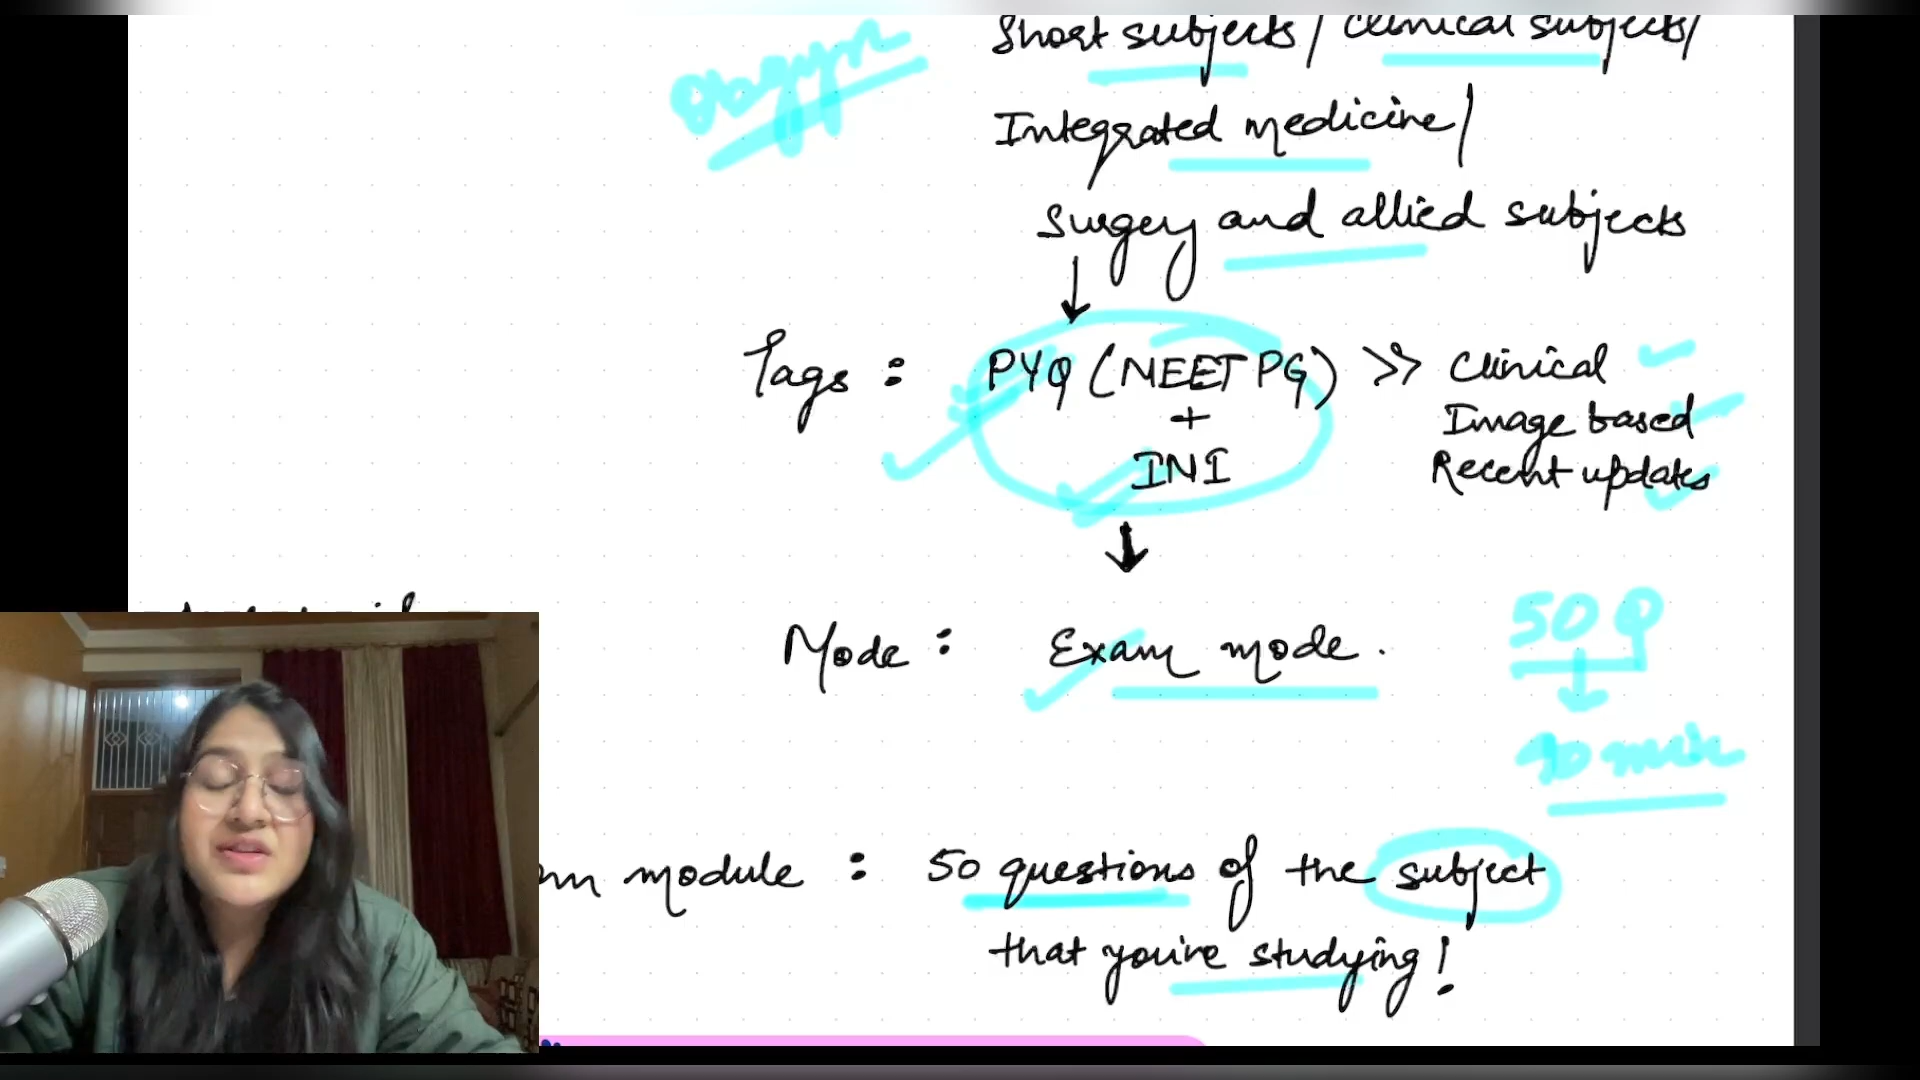 Short subjects / Clinical subjects/
Obgyn
Integrated medicine/
Surgery and allied subjects
Tags : PYQ (NEET PG) >> Clinical
+ Image based
INI Recent updates
Mode : Exam mode. 50 Q
module : 50 questions of the subject
that you're studying!